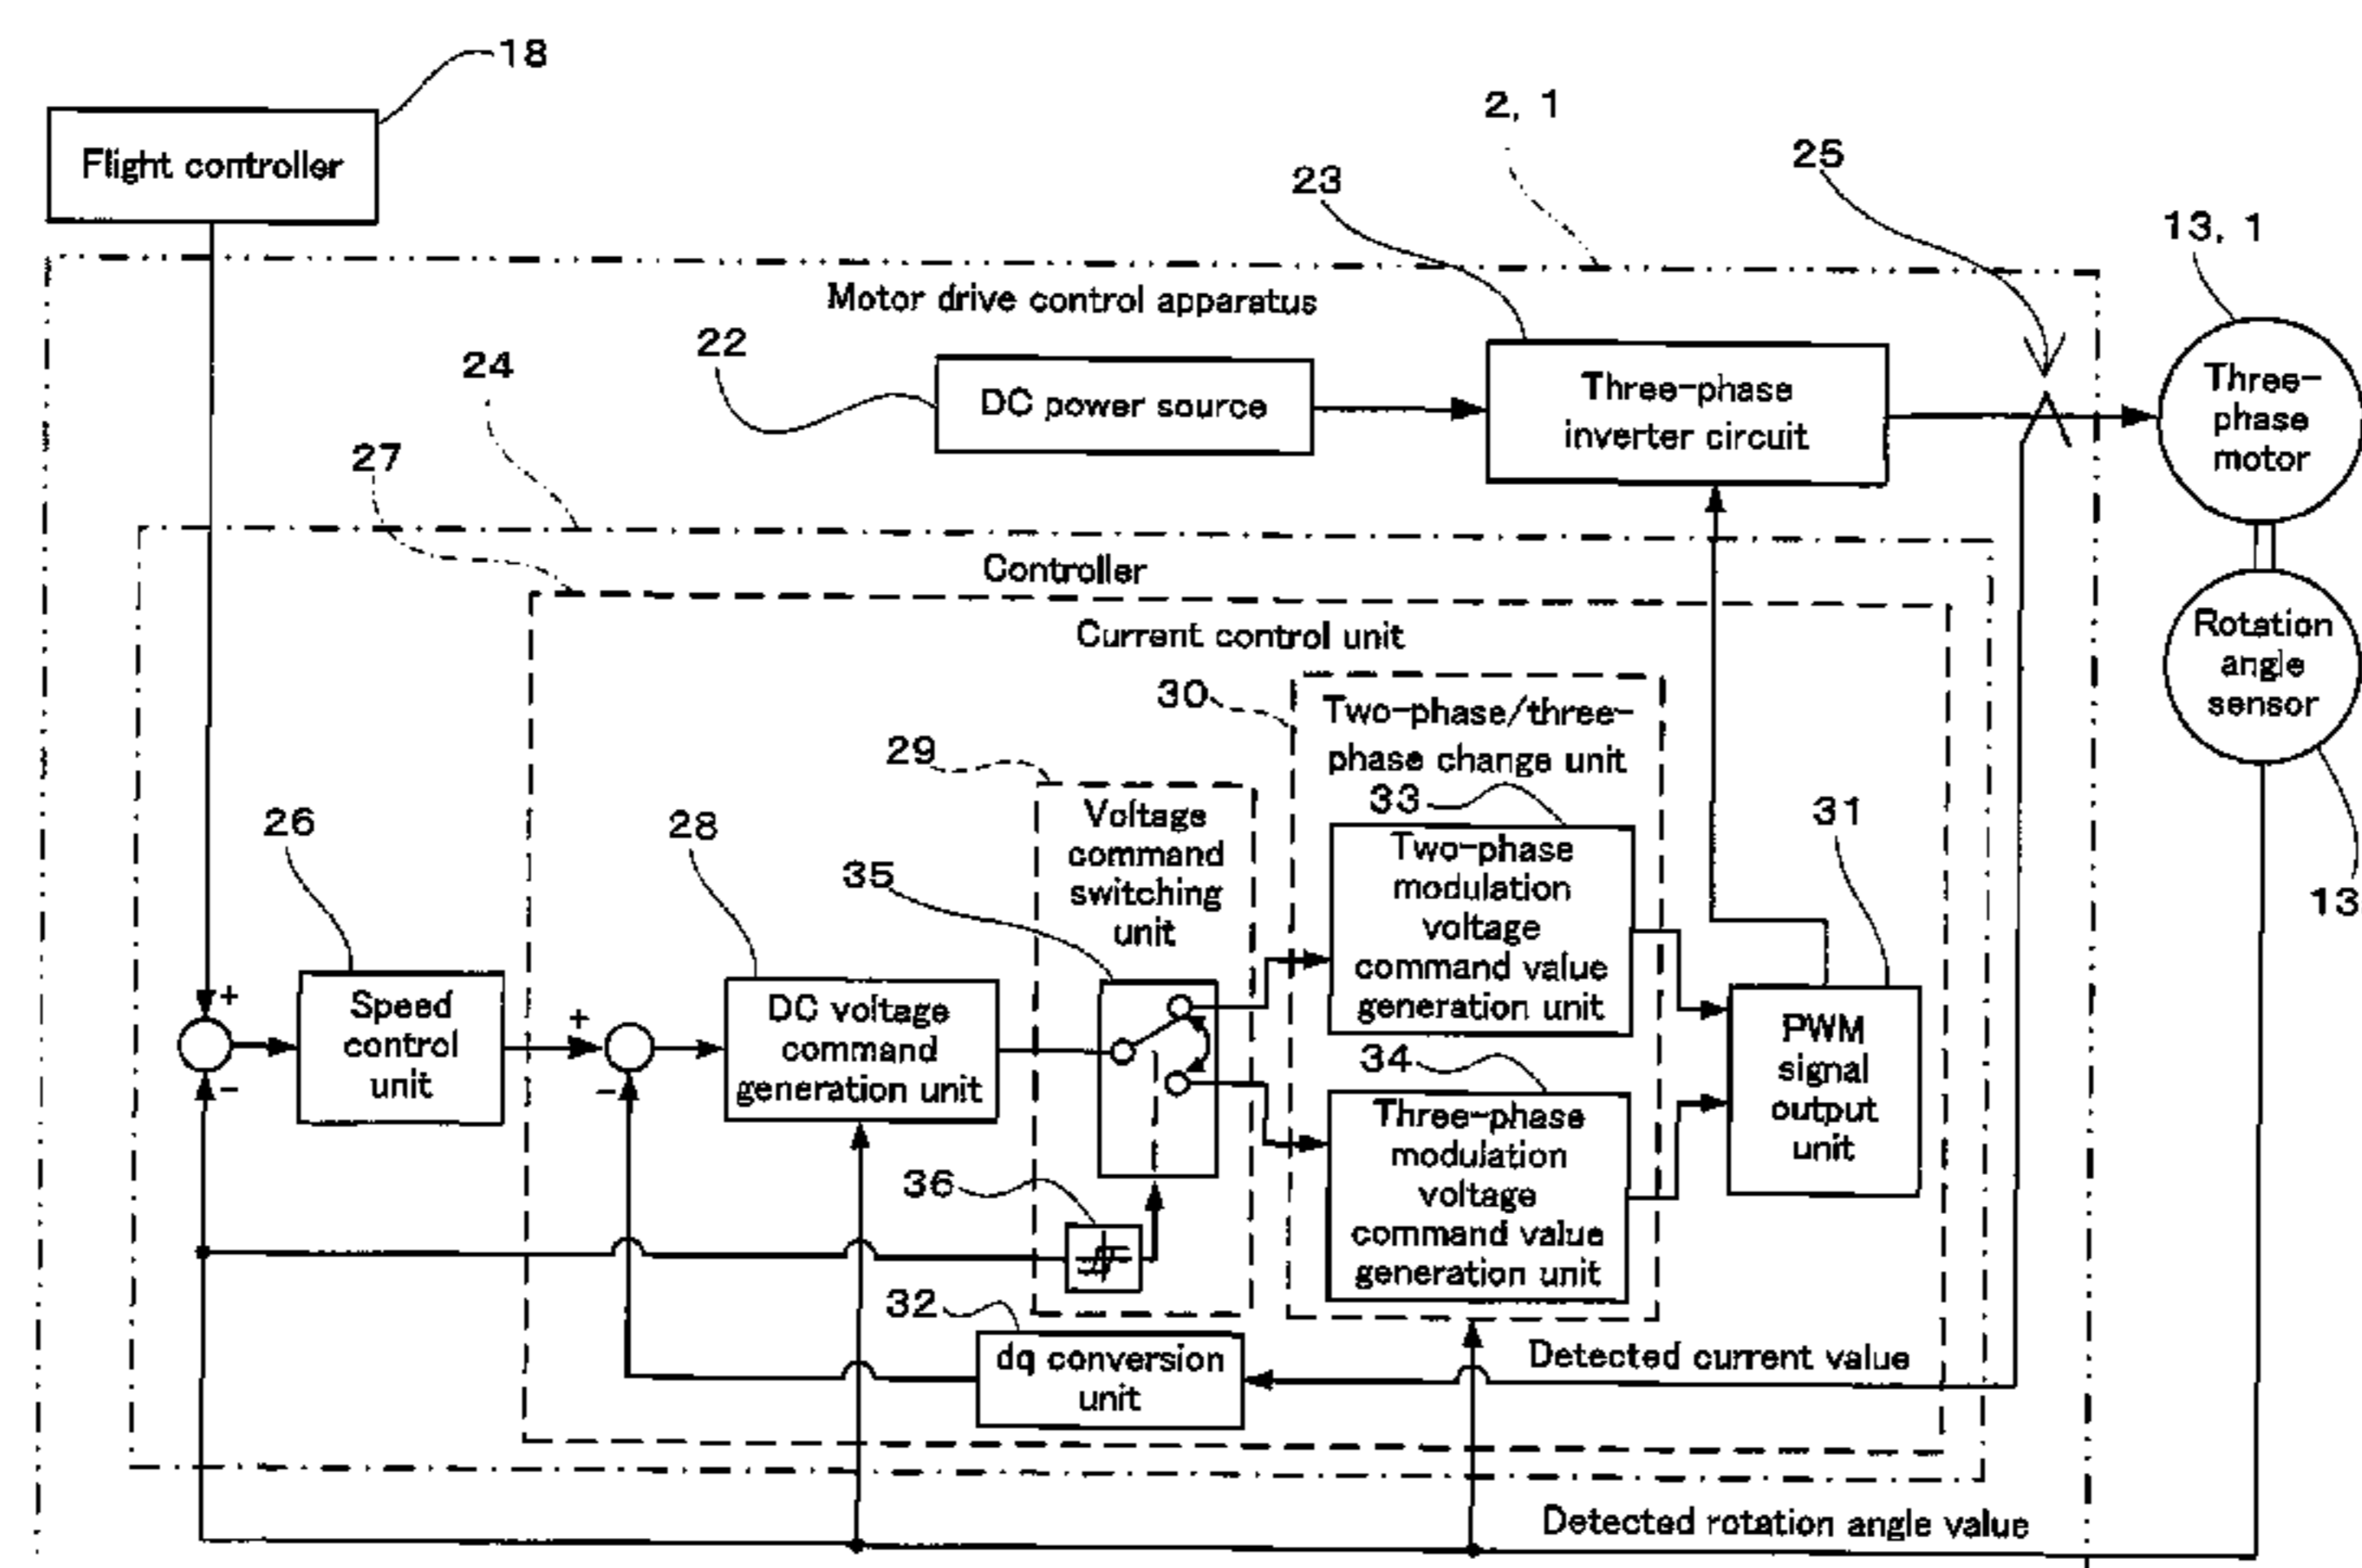 18
Flight controller
2, 1
23
25
13, 1
Motor drive control apparatus
22
24
27
DC power source
Three-phase
inverter circuit
Three-
phase
motor
Controller
Current control unit
Rotation
angle
sensor
30
Two-phase/three-
phase change unit
29
Voltage
command
switching
unit
33
31
13
26
28
35
Two-phase
modulation
voltage
command value
generation unit
+
Speed
control
unit
-
+
-
DC voltage
command
generation unit
34
Three-phase
modulation
voltage
command value
generation unit
PWM
signal
output
unit
36
32
dq conversion
unit
Detected current value
Detected rotation angle value